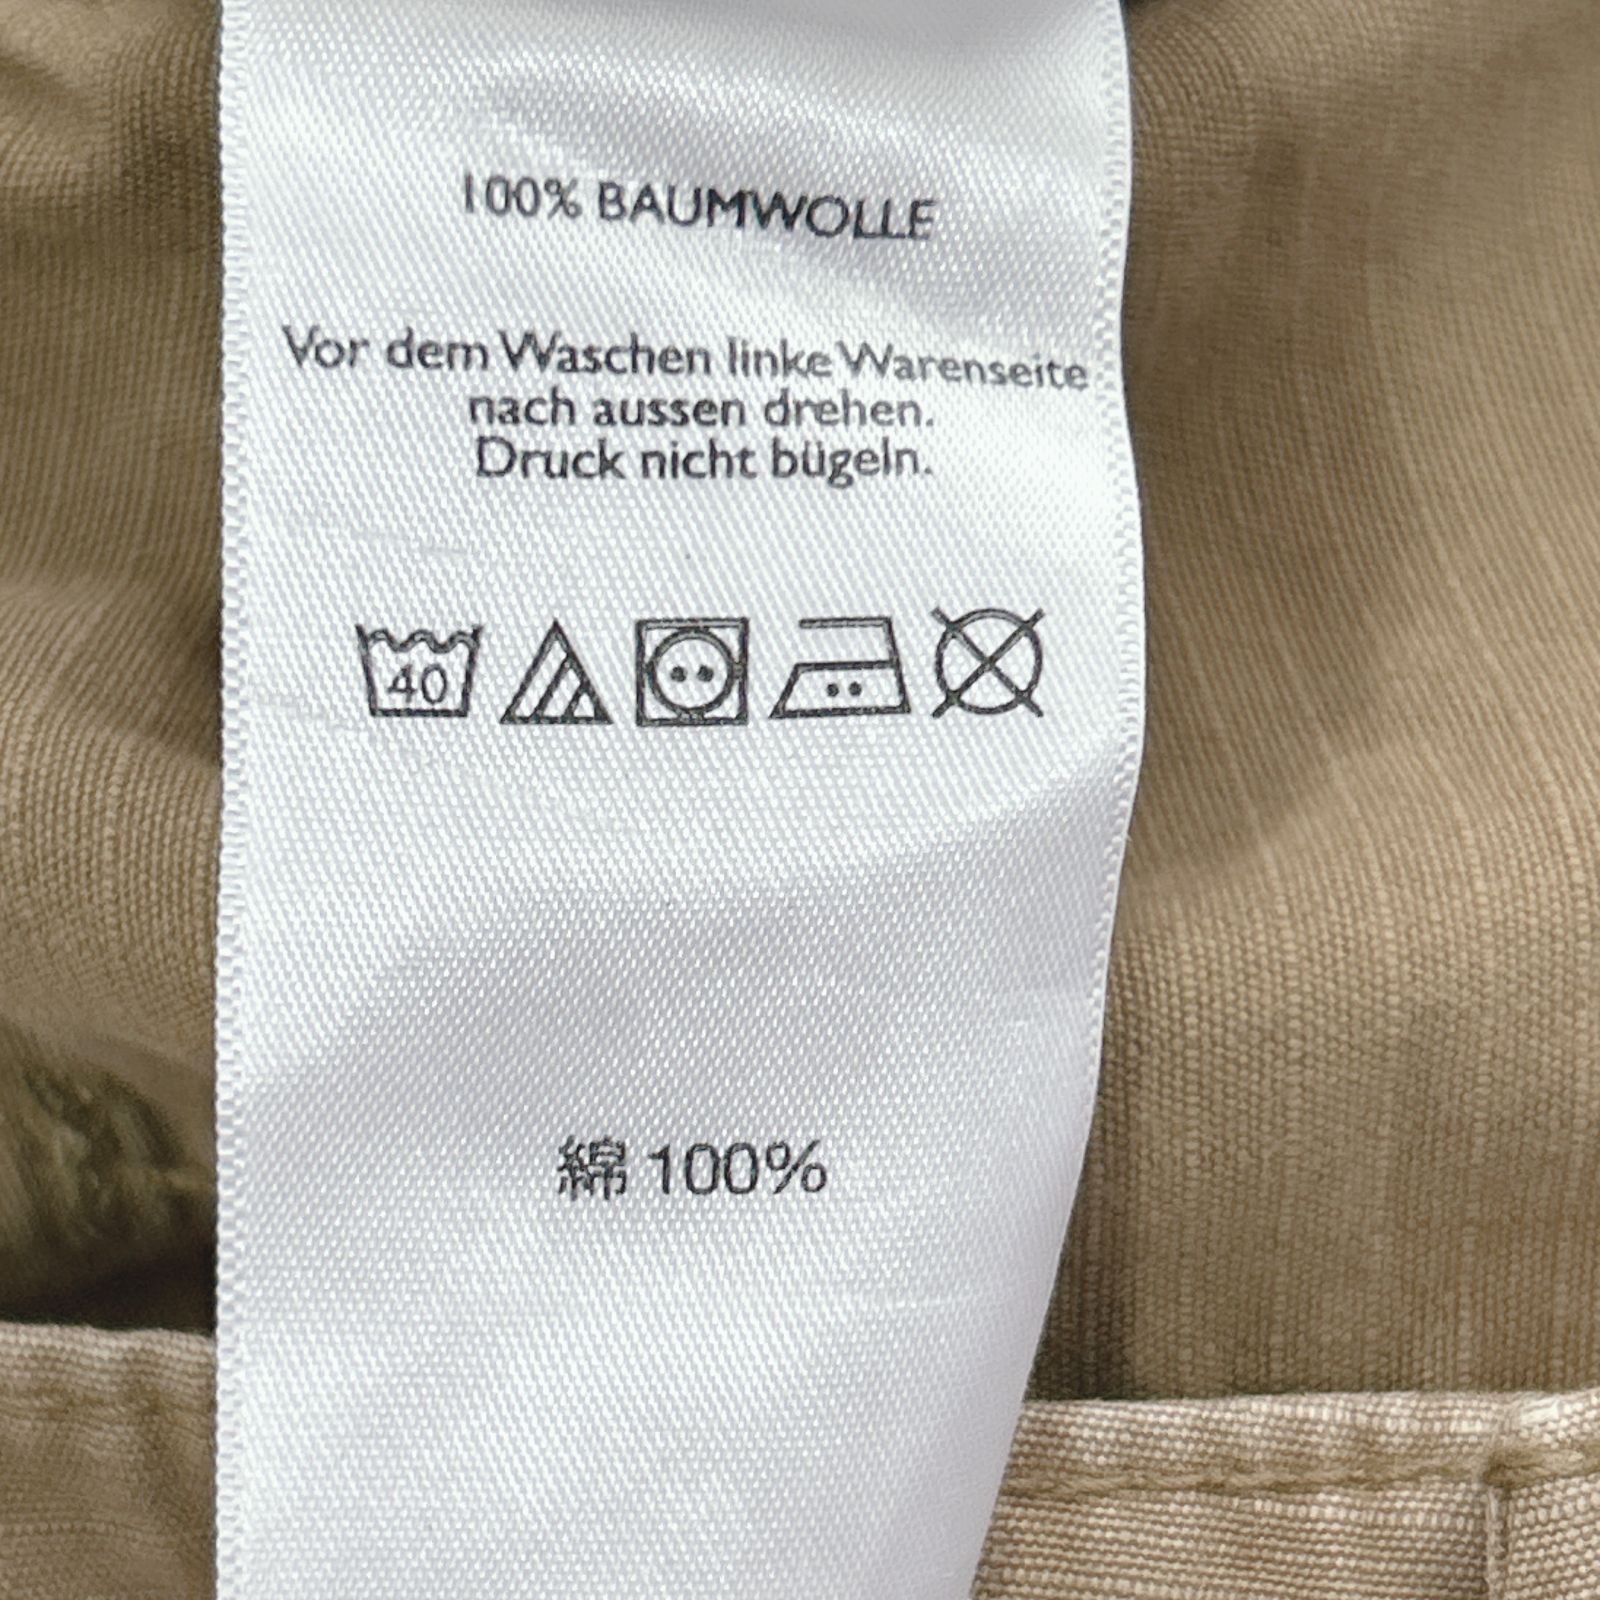 100% BAUMWOLLE
Vor dem Waschen linke Warenseite
nach aussen drehen.
Druck nicht bügeln.
40
綿 100%